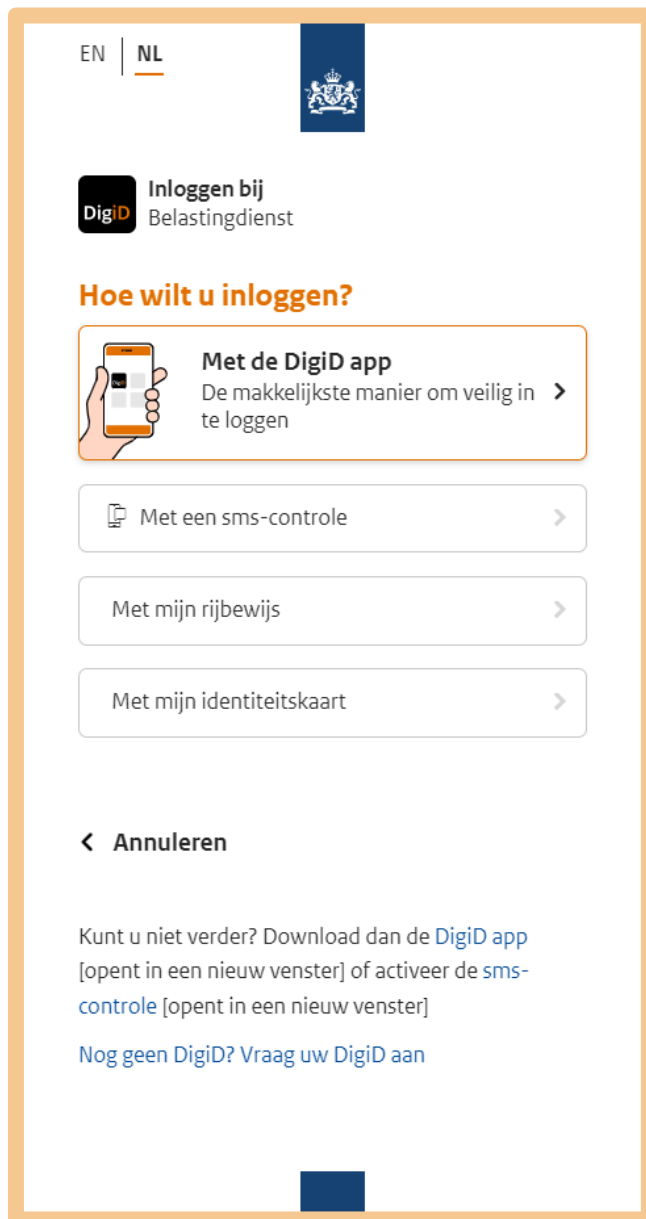 EN | NL
DigiD
Inloggen bij
Belastingdienst
Hoe wilt u inloggen?
Met de DigiD app
De makkelijkste manier om veilig in
te loggen
Met een sms-controle
Met mijn rijbewijs
Met mijn identiteitskaart
Annuleren
Kunt u niet verder? Download dan de DigiD app
[opent in een nieuw venster] of activeer de sms-
controle [opent in een nieuw venster]
Nog geen DigiD? Vraag uw DigiD aan